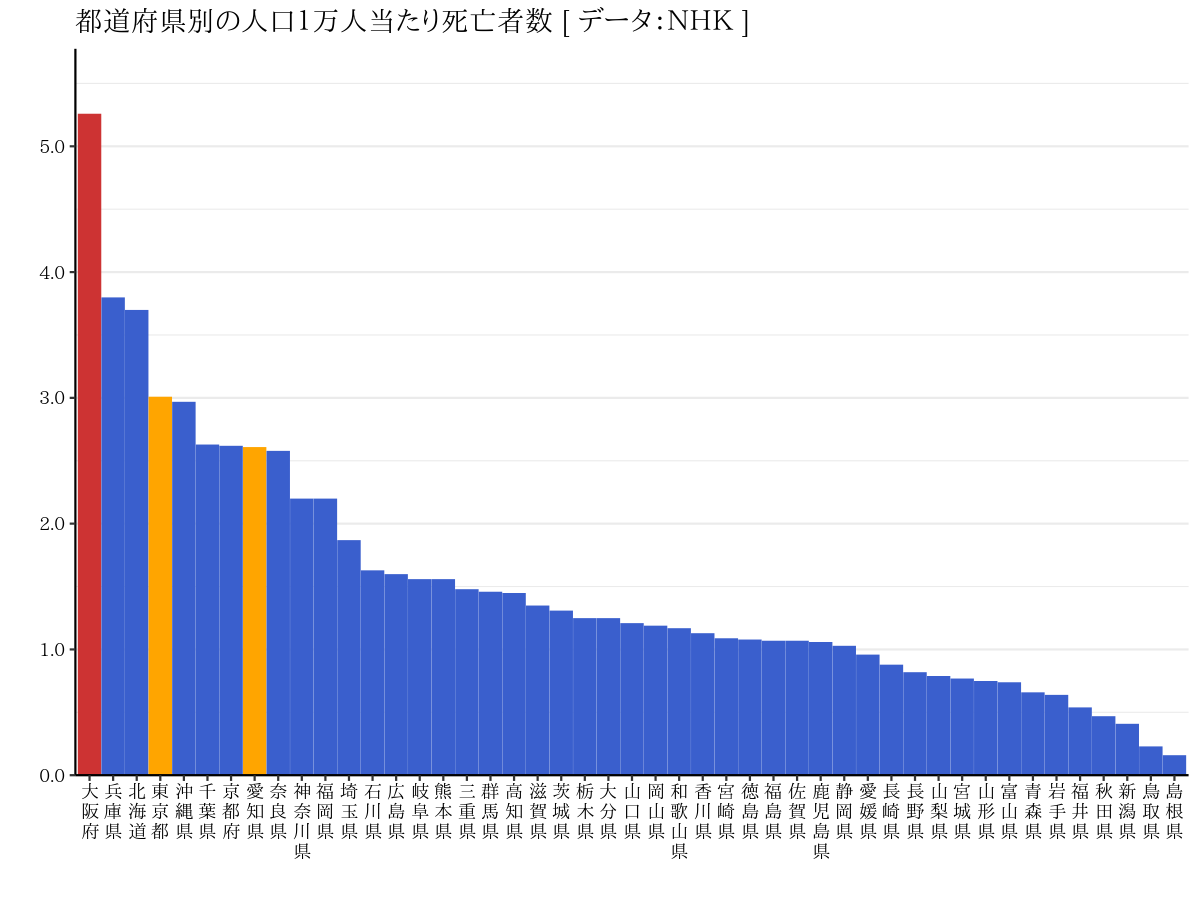 都道府県別の人口1万人当たり死亡者数 [ データ：NHK ]
5.0
4.0
3.0
2.0
1.0
0.0
大阪府
兵庫県
北海道
東京都
沖縄県
千葉県
京都府
愛知県
奈良県
神奈川県
福岡県
埼玉県
石川県
広島県
岐阜県
熊本県
三重県
群馬県
高知県
滋賀県
茨城県
栃木県
大分県
山口県
岡山県
和歌山県
香川県
宮崎県
徳島県
福島県
佐賀県
鹿児島県
静岡県
愛媛県
長崎県
長野県
山梨県
宮城県
山形県
富山県
青森県
岩手県
福井県
秋田県
新潟県
鳥取県
島根県